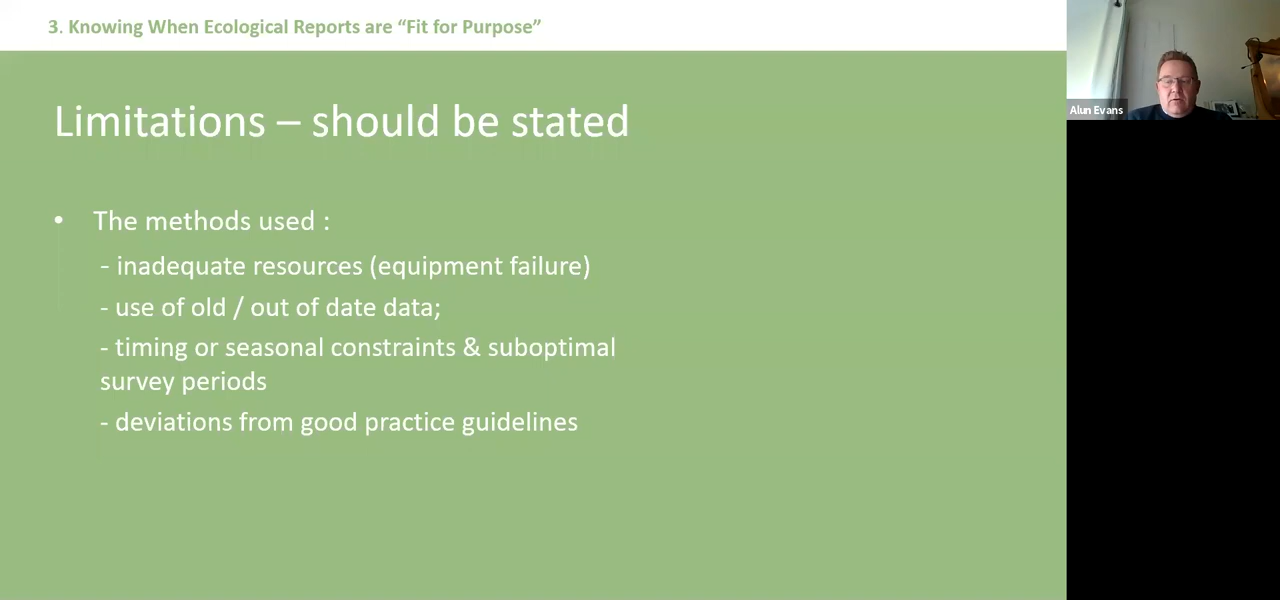 3. Knowing When Ecological Reports are “Fit for Purpose”
Limitations – should be stated
• The methods used :
- inadequate resources (equipment failure)
- use of old / out of date data;
- timing or seasonal constraints & suboptimal
survey periods
- deviations from good practice guidelines
Alun Evans